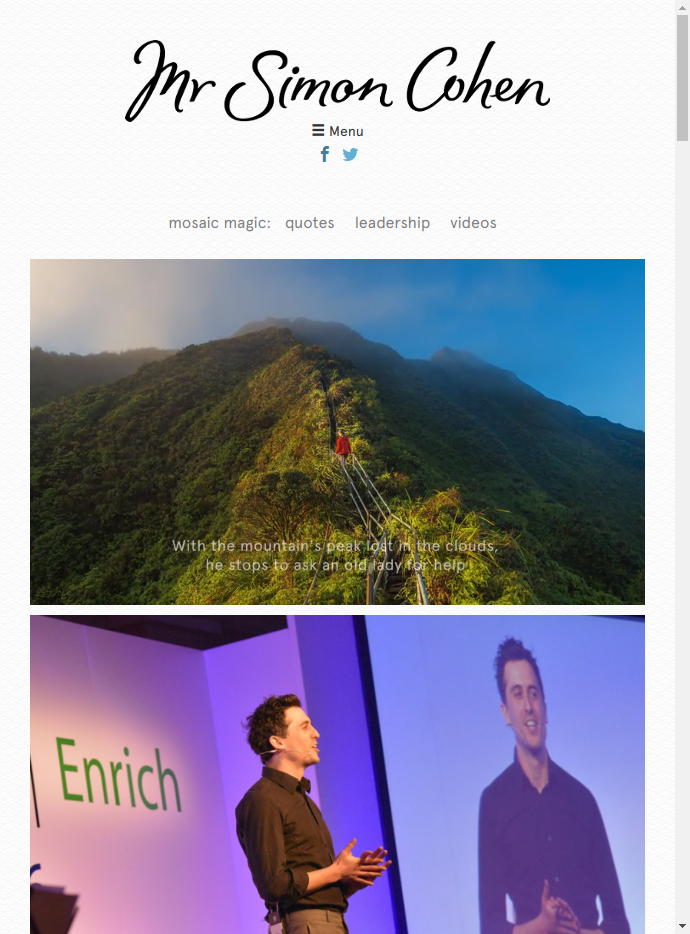 Mr Simon Cohen
☰ Menu
mosaic magic: quotes leadership videos
With the mountain's peak lost in the clouds,
he stops to ask an old lady for help
Enrich